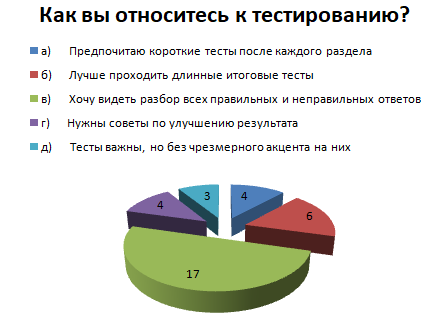 Как вы относитесь к тестированию?
а) Предпочитаю короткие тесты после каждого раздела
б) Лучше проходить длинные итоговые тесты
в) Хочу видеть разбор всех правильных и неправильных ответов
г) Нужны советы по улучшению результата
д) Тесты важны, но без чрезмерного акцента на них
3 4
4 6
17